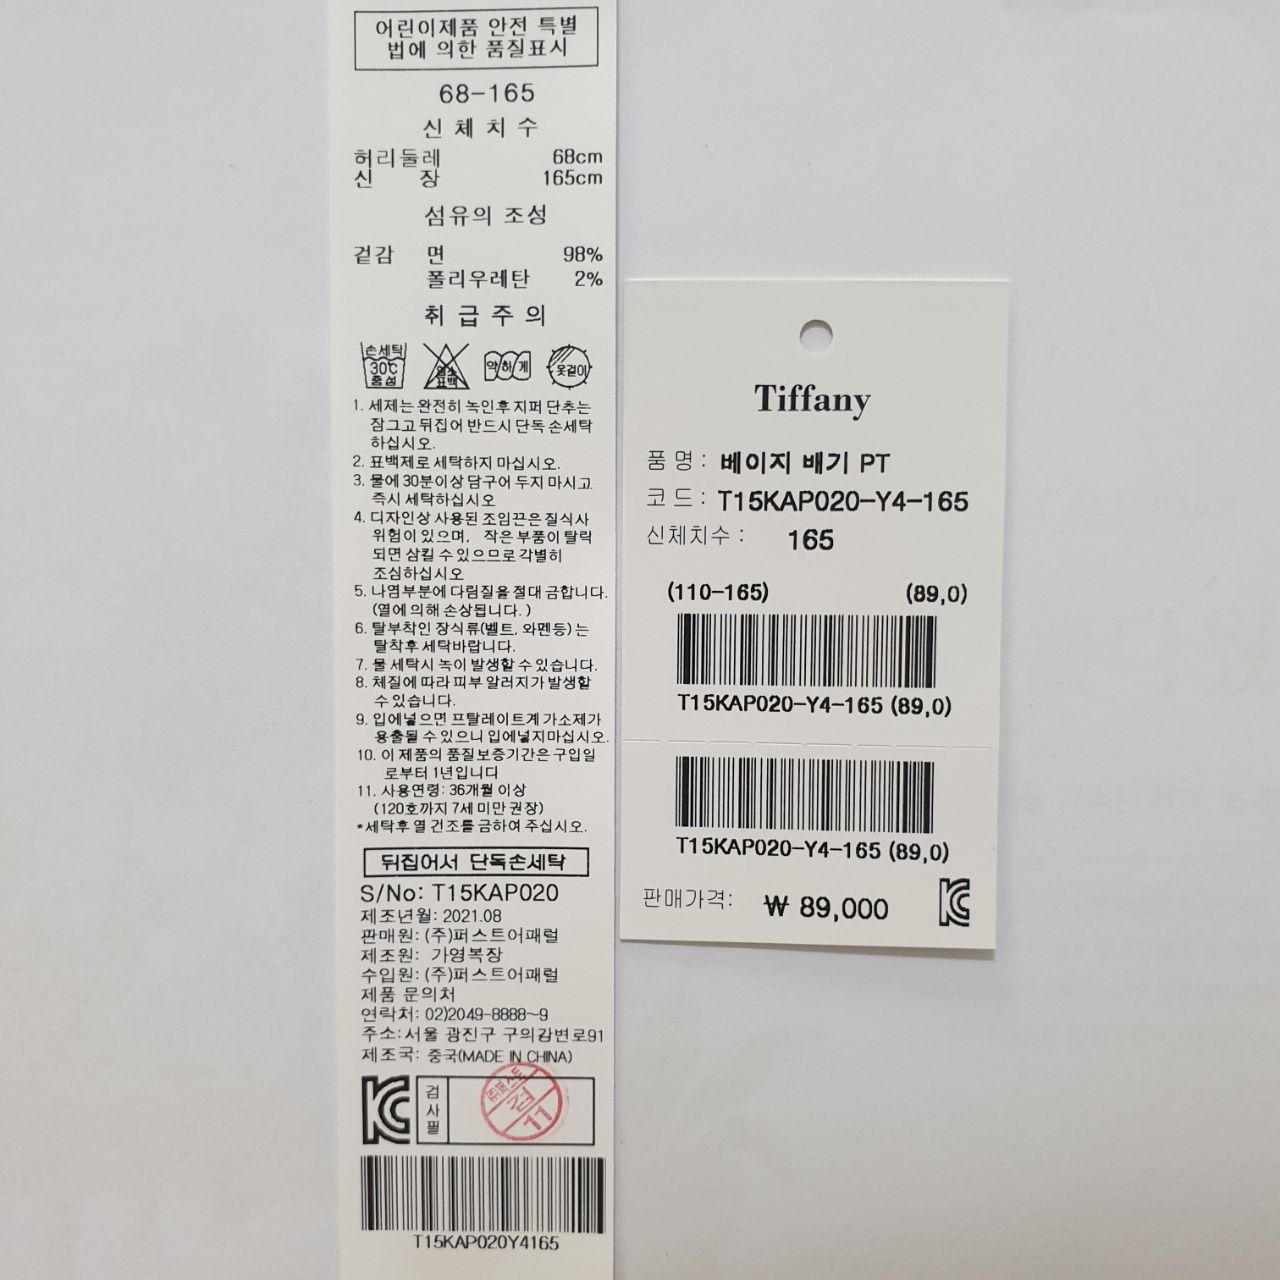 어린이제품 안전 특별
법에 의한 품질표시
68-165
신체치수
허리둘레 68cm
신 장 165cm
섬유의 조성
겉감 면 98%
폴리우레탄 2%
취급주의
손세탁
30℃
중성
염소
표백
약하게
옷걸이
1. 세제는 완전히 녹인후 지퍼 단추는
잠그고 뒤집어 반드시 단독 손세탁
하십시오.
2. 표백제로 세탁하지 마십시오.
3. 물에 30분이상 담구어 두지 마시고
즉시 세탁하십시오
4. 디자인상 사용된 조임끈은 질식사
위험이 있으며, 작은 부품이 탈락
되면 삼킬 수 있으므로 각별히
조심하십시오
5. 나염부분에 다림질을 절대 금합니다.
(열에 의해 손상됩니다.)
6. 탈부착인 장식류(벨트, 와멘등)는
탈착후 세탁바랍니다.
7. 물 세탁시 녹이 발생할 수 있습니다.
8. 체질에 따라 피부 알러지가 발생할
수 있습니다.
9. 입에넣으면 프탈레이트계 가소제가
용출될 수 있으니 입에넣지마십시오.
10. 이 제품의 품질보증기간은 구입일
로부터 1년입니다
11. 사용연령: 36개월 이상
(120호까지 7세 미만 권장)
*세탁후 열 건조를 금하여 주십시오.
뒤집어서 단독손세탁
S/No: T15KAP020
제조년월: 2021.08
판매원: (주)퍼스트어패럴
제조원: 가영복장
수입원: (주)퍼스트어패럴
제품 문의처
연락처: 02)2049-8888~9
주소:서울 광진구 구의강변로91
제조국: 중국(MADE IN CHINA)
KC
검사필
검
11
T15KAP020Y4165
Tiffany
품 명 : 베이지 배기 PT
코 드 : T15KAP020-Y4-165
신체치수 : 165
(110-165) (89,0)
T15KAP020-Y4-165 (89,0)
T15KAP020-Y4-165 (89,0)
판매가격: ₩ 89,000
KC